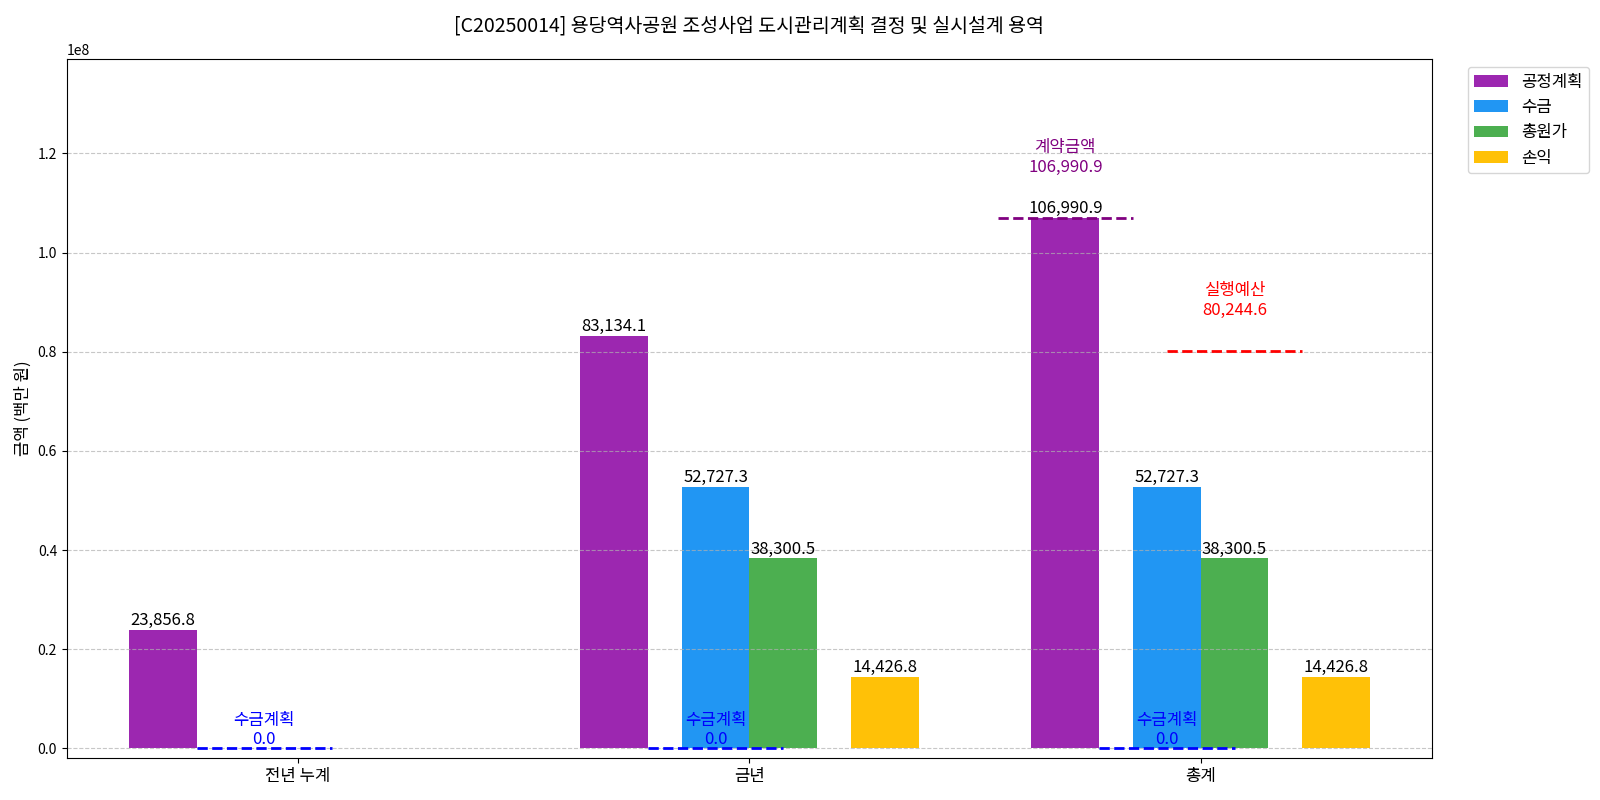 [C20250014] 용당역사공원 조성사업 도시관리계획 결정 및 실시설계 용역
1e8
공정계획
수금
총원가
손익
금액 (백만 원)
1.2
1.0
0.8
0.6
0.4
0.2
0.0
계약금액
106,990.9
106,990.9
실행예산
80,244.6
83,134.1
52,727.3
52,727.3
38,300.5
38,300.5
23,856.8
14,426.8
14,426.8
수금계획
0.0
수금계획
0.0
수금계획
0.0
전년 누계
금년
총계